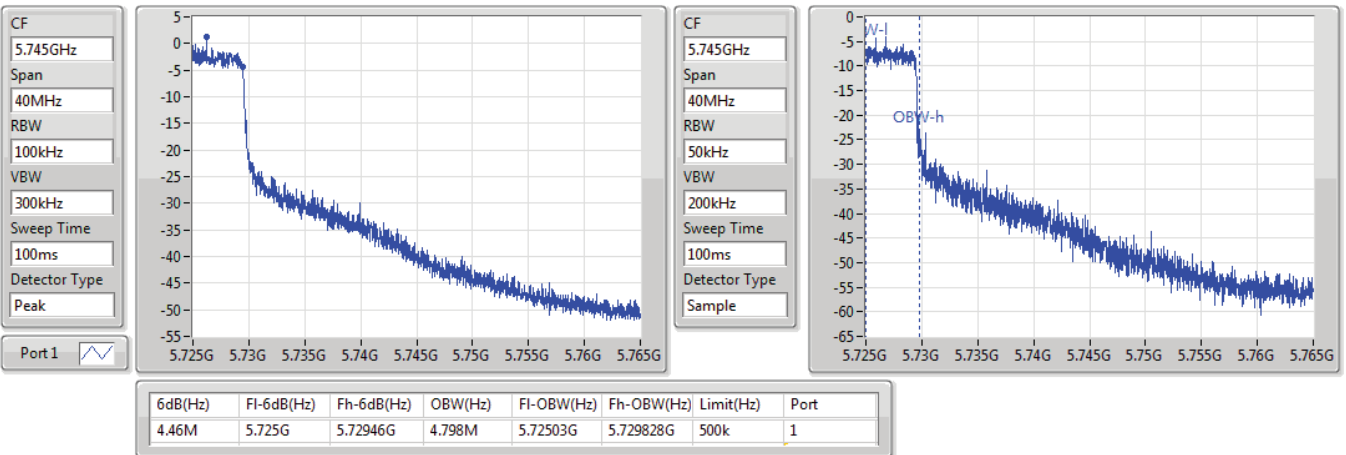 CF
5.745GHz
Span
40MHz
RBW
100kHz
VBW
300kHz
Sweep Time
100ms
Detector Type
Peak
Port 1
5
0
-5
-10
-15
-20
-25
-30
-35
-40
-45
-50
-55
5.725G 5.73G 5.735G 5.74G 5.745G 5.75G 5.755G 5.76G 5.765G
CF
5.745GHz
Span
40MHz
RBW
50kHz
VBW
200kHz
Sweep Time
100ms
Detector Type
Sample
0
-5
-10
-15
-20
-25
-30
-35
-40
-45
-50
-55
-60
-65
W-l
OBW-h
5.725G 5.73G 5.735G 5.74G 5.745G 5.75G 5.755G 5.76G 5.765G
6dB(Hz) Fl-6dB(Hz) Fh-6dB(Hz) OBW(Hz) Fl-OBW(Hz) Fh-OBW(Hz) Limit(Hz) Port
4.46M 5.725G 5.72946G 4.798M 5.72503G 5.729828G 500k 1